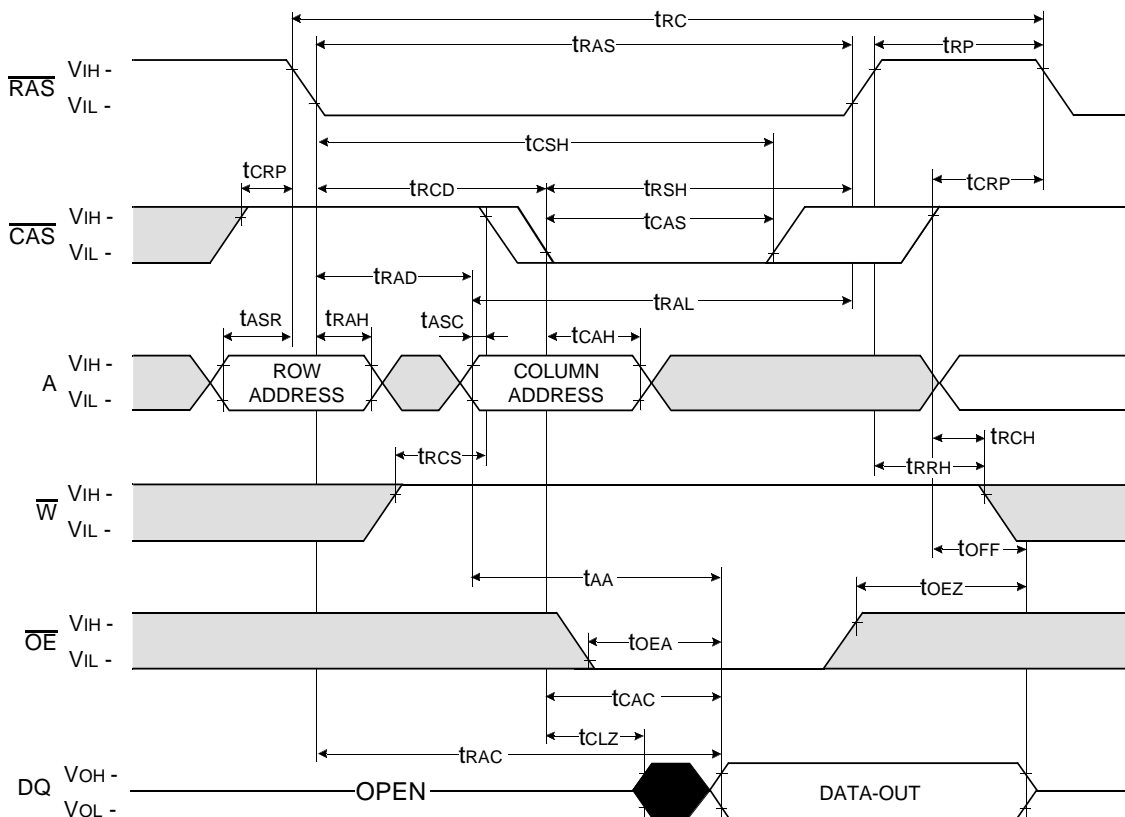 tRC
tRAS
tRP
RAS
VIH -
VIL -
tCSH
tCRP
tRCD
tRSH
tCRP
CAS
VIH -
VIL -
tCAS
tRAD
tRAL
tASR
tRAH
tASC
tCAH
A
VIH -
VIL -
ROW
ADDRESS
COLUMN
ADDRESS
tRCH
tRCS
tRRH
W
VIH -
VIL -
tOFF
tAA
tOEZ
OE
VIH -
VIL -
tOEA
tCAC
tCLZ
tRAC
DQ
VOH -
VOL -
OPEN
DATA-OUT